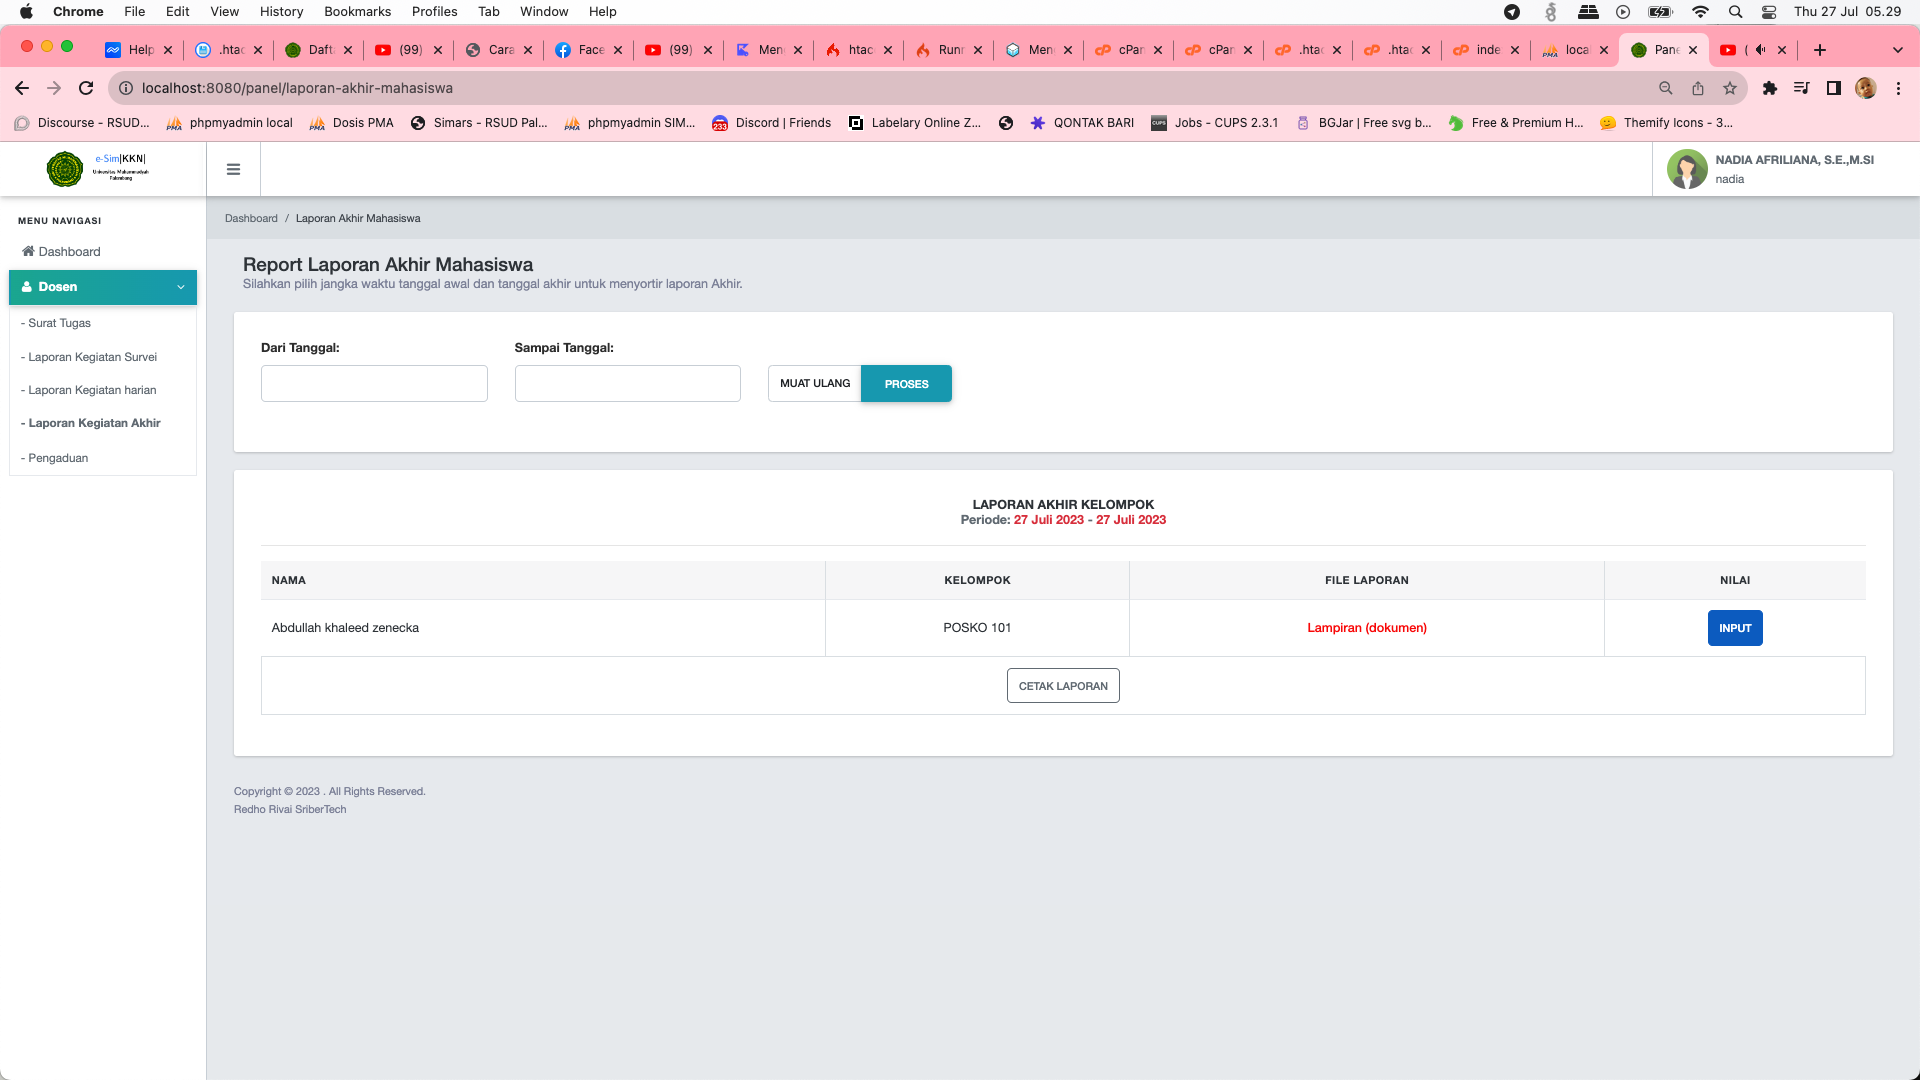 Chrome File Edit View History Bookmarks Profiles Tab Window Help Thu 27 Jul 05.29
Help .htac Daft (99) Cara Face (99) Men htac Runr Men cPan cPan .htac .htac inde loca Pane (
localhost:8080/panel/laporan-akhir-mahasiswa
Discourse - RSUD... phpmyadmin local Dosis PMA Simars - RSUD Pal... phpmyadmin SIM... Discord | Friends Labelary Online Z... QONTAK BARI Jobs - CUPS 2.3.1 BGJar | Free svg b... Free & Premium H... Themify Icons - 3...
e-Sim|KKN|
Universitas Muhammadiyah
Palembang
NADIA AFRILIANA, S.E.,M.SI
nadia
MENU NAVIGASI
Dashboard
Dosen
- Surat Tugas
- Laporan Kegiatan Survei
- Laporan Kegiatan harian
- Laporan Kegiatan Akhir
- Pengaduan
Dashboard / Laporan Akhir Mahasiswa
Report Laporan Akhir Mahasiswa
Silahkan pilih jangka waktu tanggal awal dan tanggal akhir untuk menyortir laporan Akhir.
Dari Tanggal: Sampai Tanggal:
MUAT ULANG PROSES
LAPORAN AKHIR KELOMPOK
Periode: 27 Juli 2023 - 27 Juli 2023
NAMA KELOMPOK FILE LAPORAN NILAI
Abdullah khaleed zenecka POSKO 101 Lampiran (dokumen) INPUT
CETAK LAPORAN
Copyright © 2023 . All Rights Reserved.
Redho Rivai SriberTech